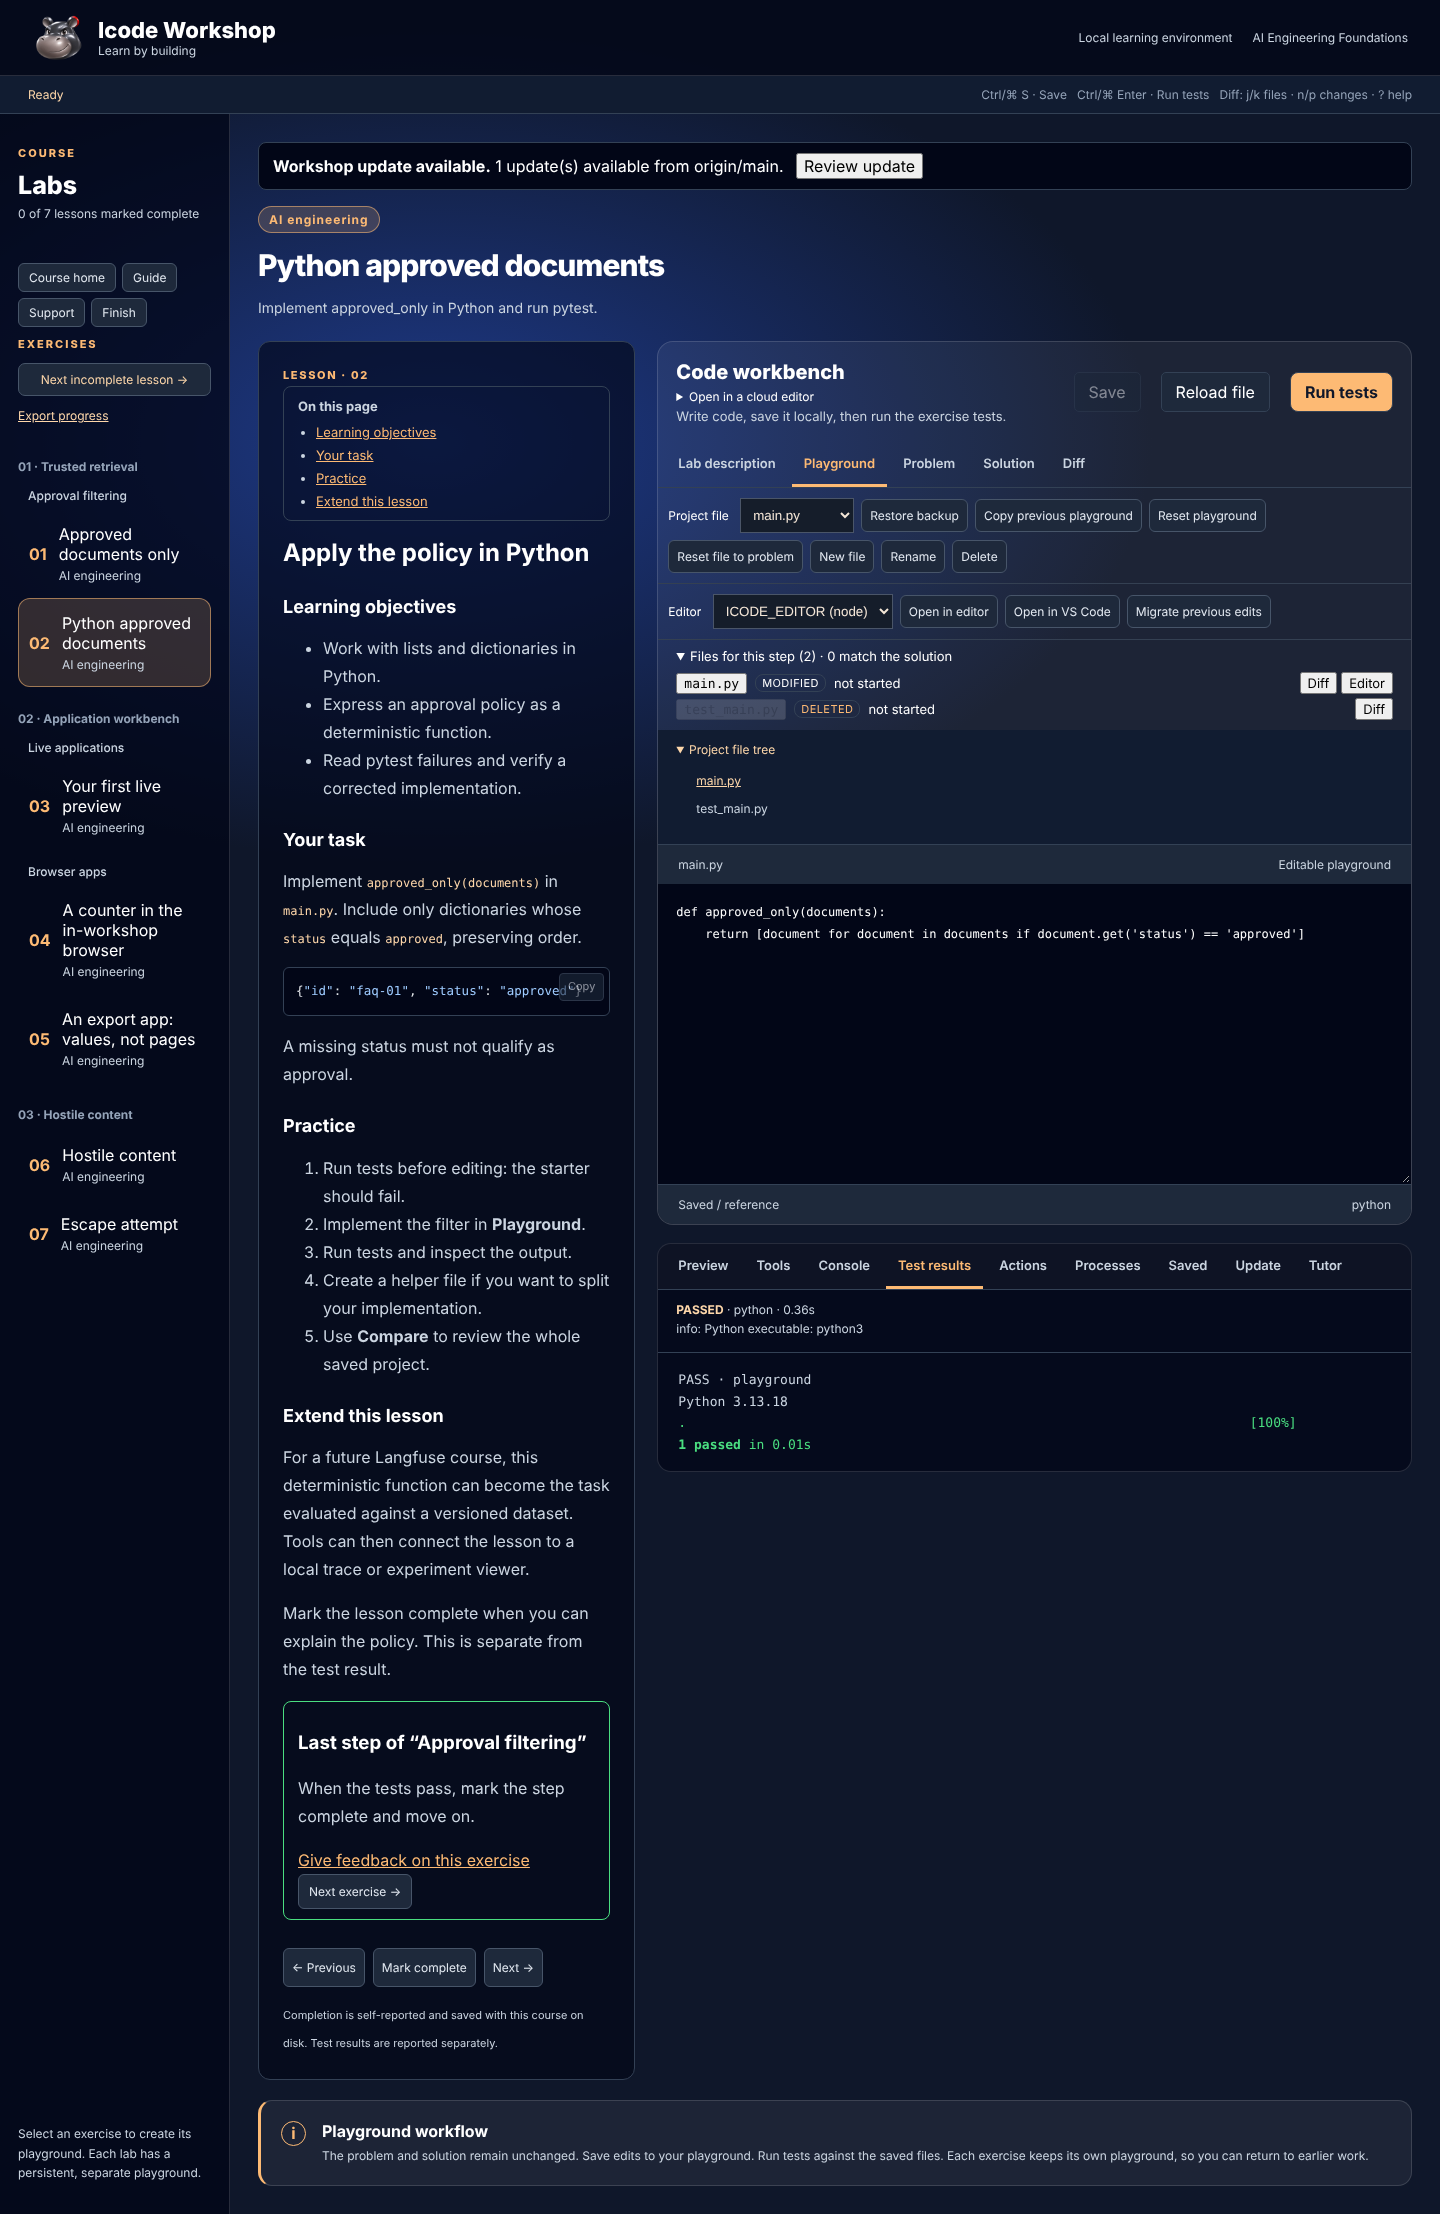 Icode Workshop
Learn by building
Local learning environment
AI Engineering Foundations
Ready
Ctrl/⌘ S · Save
Ctrl/⌘ Enter · Run tests
Diff: j/k files · n/p changes · ? help
COURSE
Labs
0 of 7 lessons marked complete
Course home
Guide
Support
Finish
EXERCISES
Next incomplete lesson →
Export progress
01 · Trusted retrieval
Approval filtering
01
Approved
documents only
AI engineering
02
Python approved
documents
AI engineering
02 · Application workbench
Live applications
03
Your first live
preview
AI engineering
Browser apps
04
A counter in the
in-workshop
browser
AI engineering
05
An export app:
values, not pages
AI engineering
03 · Hostile content
06
Hostile content
AI engineering
07
Escape attempt
AI engineering
Select an exercise to create its
playground. Each lab has a
persistent, separate playground.
Workshop update available. 1 update(s) available from origin/main.
Review update
AI engineering
Python approved documents
Implement approved_only in Python and run pytest.
LESSON · 02
On this page
• Learning objectives
• Your task
• Practice
• Extend this lesson
Apply the policy in Python
Learning objectives
• Work with lists and dictionaries in
Python.
• Express an approval policy as a
deterministic function.
• Read pytest failures and verify a
corrected implementation.
Your task
Implement approved_only(documents) in
main.py. Include only dictionaries whose
status equals approved, preserving order.
{"id": "faq-01", "status": "approved"}
Copy
A missing status must not qualify as
approval.
Practice
1. Run tests before editing: the starter
should fail.
2. Implement the filter in Playground.
3. Run tests and inspect the output.
4. Create a helper file if you want to split
your implementation.
5. Use Compare to review the whole
saved project.
Extend this lesson
For a future Langfuse course, this
deterministic function can become the task
evaluated against a versioned dataset.
Tools can then connect the lesson to a
local trace or experiment viewer.
Mark the lesson complete when you can
explain the policy. This is separate from
the test result.
Last step of “Approval filtering”
When the tests pass, mark the step
complete and move on.
Give feedback on this exercise
Next exercise →
← Previous
Mark complete
Next →
Completion is self-reported and saved with this course on
disk. Test results are reported separately.
Code workbench
▶ Open in a cloud editor
Write code, save it locally, then run the exercise tests.
Save
Reload file
Run tests
Lab description
Playground
Problem
Solution
Diff
Project file
main.py
Restore backup
Copy previous playground
Reset playground
Reset file to problem
New file
Rename
Delete
Editor
ICODE_EDITOR (node)
Open in editor
Open in VS Code
Migrate previous edits
▼ Files for this step (2) · 0 match the solution
main.py
MODIFIED
not started
Diff
Editor
test_main.py
DELETED
not started
Diff
▼ Project file tree
main.py
test_main.py
main.py
Editable playground
def approved_only(documents):
    return [document for document in documents if document.get('status') == 'approved']
Saved / reference
python
Preview
Tools
Console
Test results
Actions
Processes
Saved
Update
Tutor
PASSED · python · 0.36s
info: Python executable: python3
PASS · playground
Python 3.13.18
. [100%]
1 passed in 0.01s
i
Playground workflow
The problem and solution remain unchanged. Save edits to your playground. Run tests against the saved files. Each exercise keeps its own playground, so you can return to earlier work.